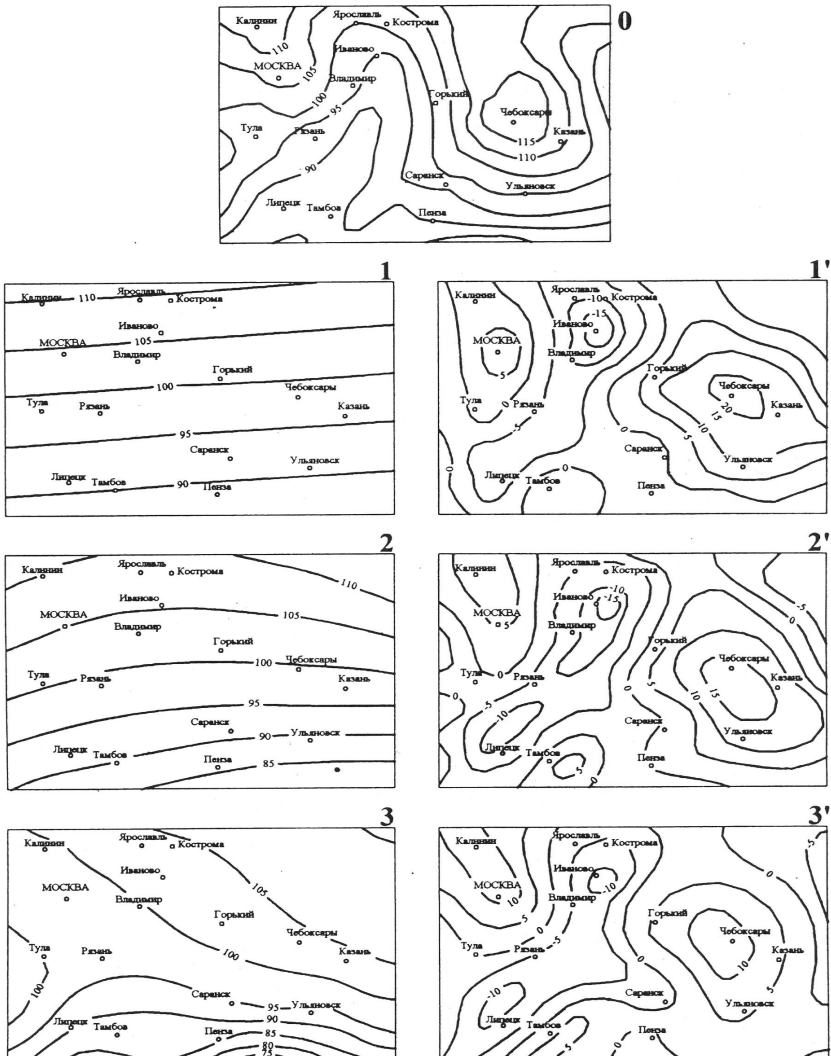 0
Калинин
Ярославль
Кострома
110
Иваново
МОСКВА
105
Владимир
100
95
Горький
Чебоксары
Тула
Рязань
Казань
115
110
90
Саранск
Ульяновск
Липецк
Тамбов
Пенза
1
Калинин
110
Ярославль
Кострома
Иваново
МОСКВА
105
Владимир
Горький
100
Чебоксары
Тула
Рязань
Казань
95
Саранск
Ульяновск
Липецк
Тамбов
90
Пенза
1'
Калинин
Ярославль
-10
Кострома
-15
Иваново
МОСКВА
Владимир
5
Горький
Чебоксары
Тула
0
Рязань
20
15
Казань
-5
0
10
5
Саранск
0
Ульяновск
Липецк
0
Тамбов
Пенза
2
Калинин
Ярославль
Кострома
110
Иваново
МОСКВА
105
Владимир
Горький
100
Чебоксары
Тула
Рязань
Казань
95
Саранск
90
Ульяновск
Липецк
Тамбов
85
Пенза
2'
Калинин
Ярославль
Кострома
-10
Иваново
-15
-5
МОСКВА
5
0
Владимир
Горький
Чебоксары
Тула
0
Рязань
0
5
10
15
Казань
0
-5
-10
Саранск
Ульяновск
Липецк
Тамбов
5
0
Пенза
3
Калинин
Ярославль
Кострома
Иваново
105
МОСКВА
Владимир
Горький
Чебоксары
Тула
Рязань
100
Казань
100
Саранск
95
Ульяновск
Липецк
90
Тамбов
Пенза
85
80
75
3'
Калинин
Ярославль
Кострома
-5
Иваново
0
МОСКВА
-10
10
Владимир
5
Горький
0
Чебоксары
Тула
Рязань
-5
0
10
Казань
-10
5
Саранск
Ульяновск
Липецк
Тамбов
5
0
Пенза